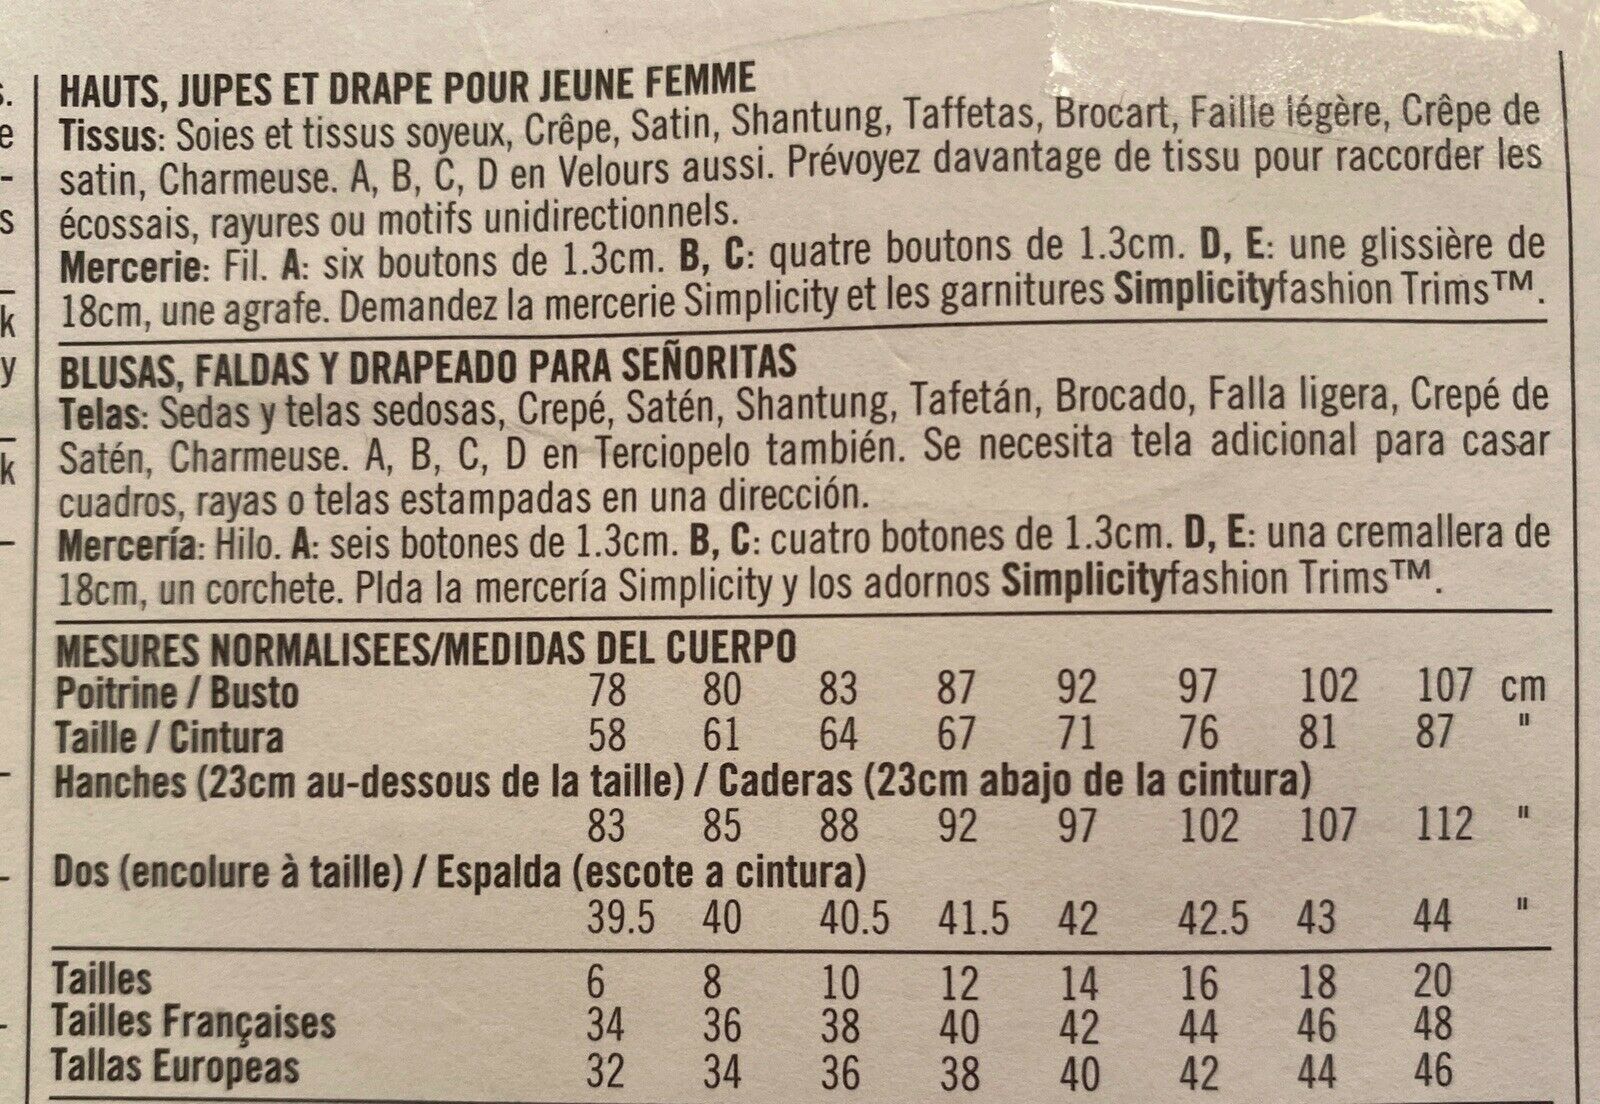 HAUTS, JUPES ET DRAPE POUR JEUNE FEMME
Tissus: Soies et tissus soyeux, Crêpe, Satin, Shantung, Taffetas, Brocart, Faille légère, Crêpe de
satin, Charmeuse. A, B, C, D en Velours aussi. Prévoyez davantage de tissu pour raccorder les
écossais, rayures ou motifs unidirectionnels.
Mercerie: Fil. A: six boutons de 1.3cm. B, C: quatre boutons de 1.3cm. D, E: une glissière de
18cm, une agrafe. Demandez la mercerie Simplicity et les garnitures Simplicityfashion Trims™.
BLUSAS, FALDAS Y DRAPEADO PARA SEÑORITAS
Telas: Sedas y telas sedosas, Crepé, Satén, Shantung, Tafetán, Brocado, Falla ligera, Crepé de
Satén, Charmeuse. A, B, C, D en Terciopelo también. Se necesita tela adicional para casar
cuadros, rayas o telas estampadas en una dirección.
Mercería: Hilo. A: seis botones de 1.3cm. B, C: cuatro botones de 1.3cm. D, E: una cremallera de
18cm, un corchete. PIda la mercería Simplicity y los adornos Simplicityfashion Trims™.
MESURES NORMALISEES/MEDIDAS DEL CUERPO
Poitrine / Busto 78 80 83 87 92 97 102 107 cm
Taille / Cintura 58 61 64 67 71 76 81 87 "
Hanches (23cm au-dessous de la taille) / Caderas (23cm abajo de la cintura)
83 85 88 92 97 102 107 112 "
Dos (encolure à taille) / Espalda (escote a cintura)
39.5 40 40.5 41.5 42 42.5 43 44 "
Tailles 6 8 10 12 14 16 18 20
Tailles Françaises 34 36 38 40 42 44 46 48
Tallas Europeas 32 34 36 38 40 42 44 46